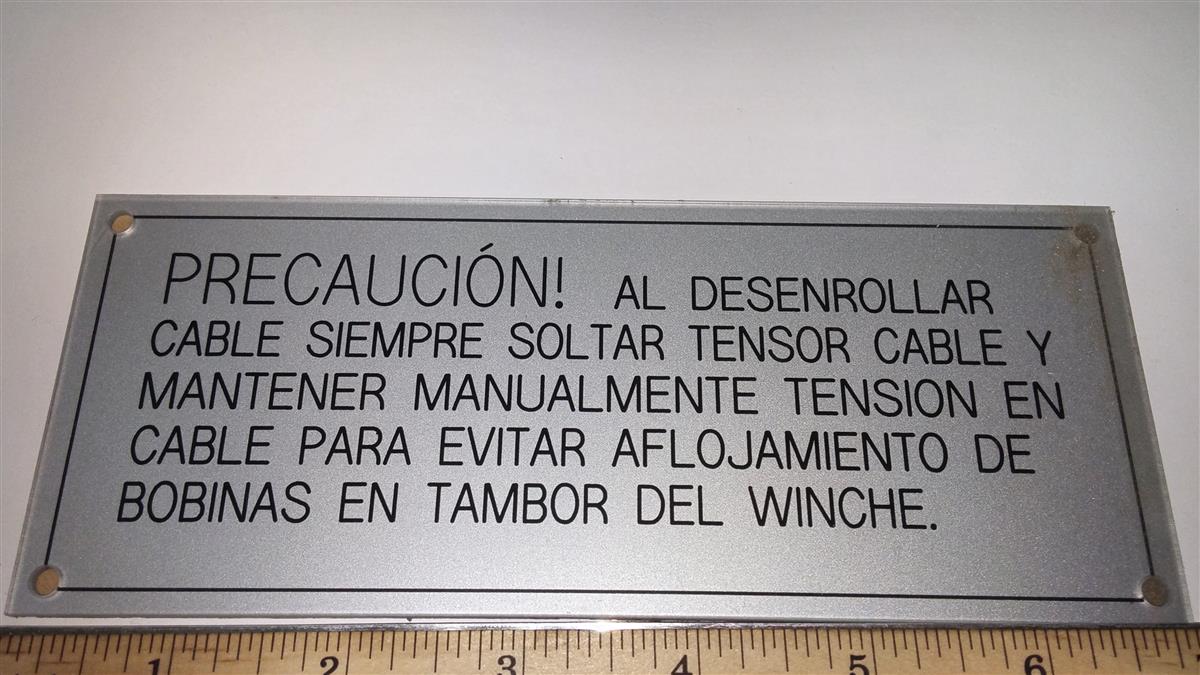 PRECAUCIÓN! AL DESENROLLAR
CABLE SIEMPRE SOLTAR TENSOR CABLE Y
MANTENER MANUALMENTE TENSION EN
CABLE PARA EVITAR AFLOJAMIENTO DE
BOBINAS EN TAMBOR DEL WINCHE.
1 2 3 4 5 6